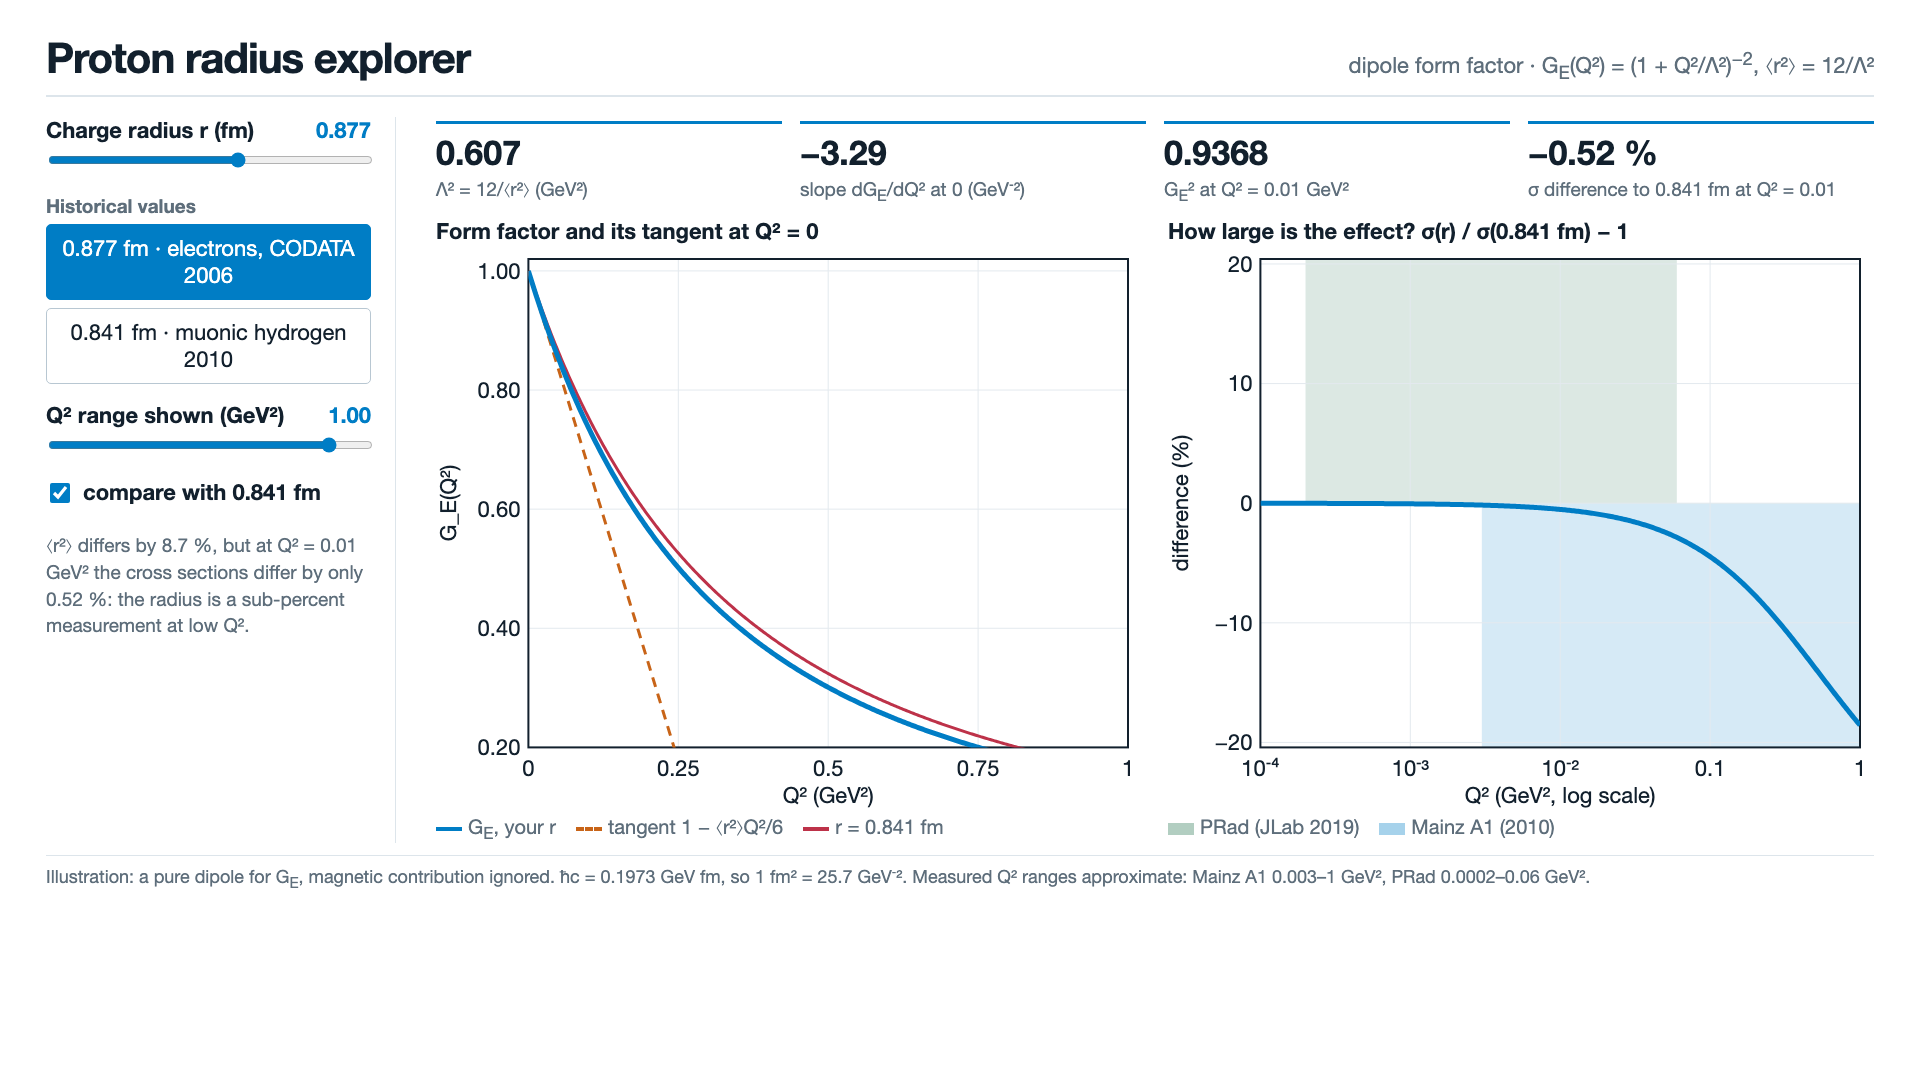 Proton radius explorer
dipole form factor · G_E(Q²) = (1 + Q²/Λ²)⁻², ⟨r²⟩ = 12/Λ²
Charge radius r (fm) 0.877
Historical values
0.877 fm · electrons, CODATA
2006
0.841 fm · muonic hydrogen
2010
Q² range shown (GeV²) 1.00
compare with 0.841 fm
⟨r²⟩ differs by 8.7 %, but at Q² = 0.01
GeV² the cross sections differ by only
0.52 %: the radius is a sub-percent
measurement at low Q².
0.607
Λ² = 12/⟨r²⟩ (GeV²)
−3.29
slope dG_E/dQ² at 0 (GeV⁻²)
0.9368
G_E² at Q² = 0.01 GeV²
−0.52 %
σ difference to 0.841 fm at Q² = 0.01
Form factor and its tangent at Q² = 0
1.00
0.80
0.60
0.40
0.20
G_E(Q²)
0 0.25 0.5 0.75 1
Q² (GeV²)
G_E, your r tangent 1 − ⟨r²⟩Q²/6 r = 0.841 fm
How large is the effect? σ(r) / σ(0.841 fm) − 1
20
10
0
−10
−20
difference (%)
10⁻⁴ 10⁻³ 10⁻² 0.1 1
Q² (GeV², log scale)
PRad (JLab 2019) Mainz A1 (2010)
Illustration: a pure dipole for G_E, magnetic contribution ignored. ħc = 0.1973 GeV fm, so 1 fm² = 25.7 GeV⁻². Measured Q² ranges approximate: Mainz A1 0.003–1 GeV², PRad 0.0002–0.06 GeV².